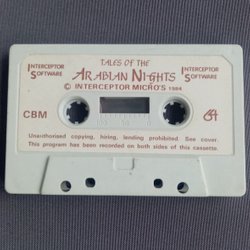 TALES OF THE
INTERCEPTOR SOFTWARE
ARABIAN NIGHTS
INTERCEPTOR SOFTWARE
© INTERCEPTOR MICRO'S 1984
CBM
64
Unauthorised copying, hiring, lending prohibited. See cover.
This program has been recorded on both sides of this cassette.